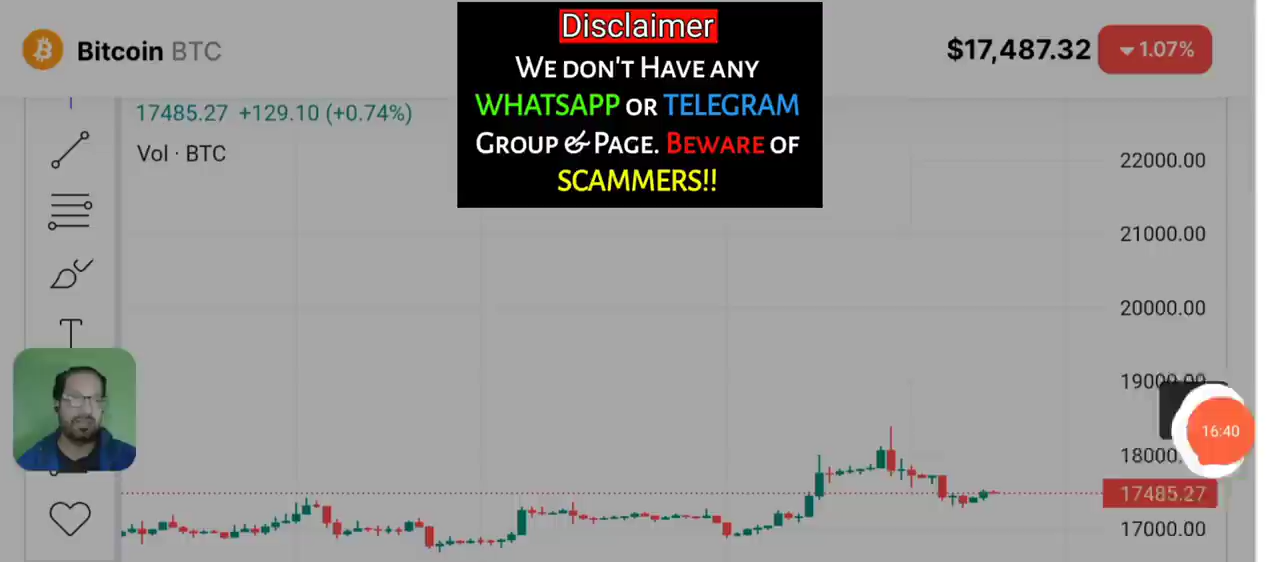 Disclaimer
WE DON'T HAVE ANY
WHATSAPP OR TELEGRAM
GROUP & PAGE. BEWARE OF
SCAMMERS!!
Bitcoin BTC
$17,487.32
1.07%
17485.27 +129.10 (+0.74%)
Vol · BTC
22000.00
21000.00
20000.00
19000.00
16:40
18000.
17485.27
17000.00